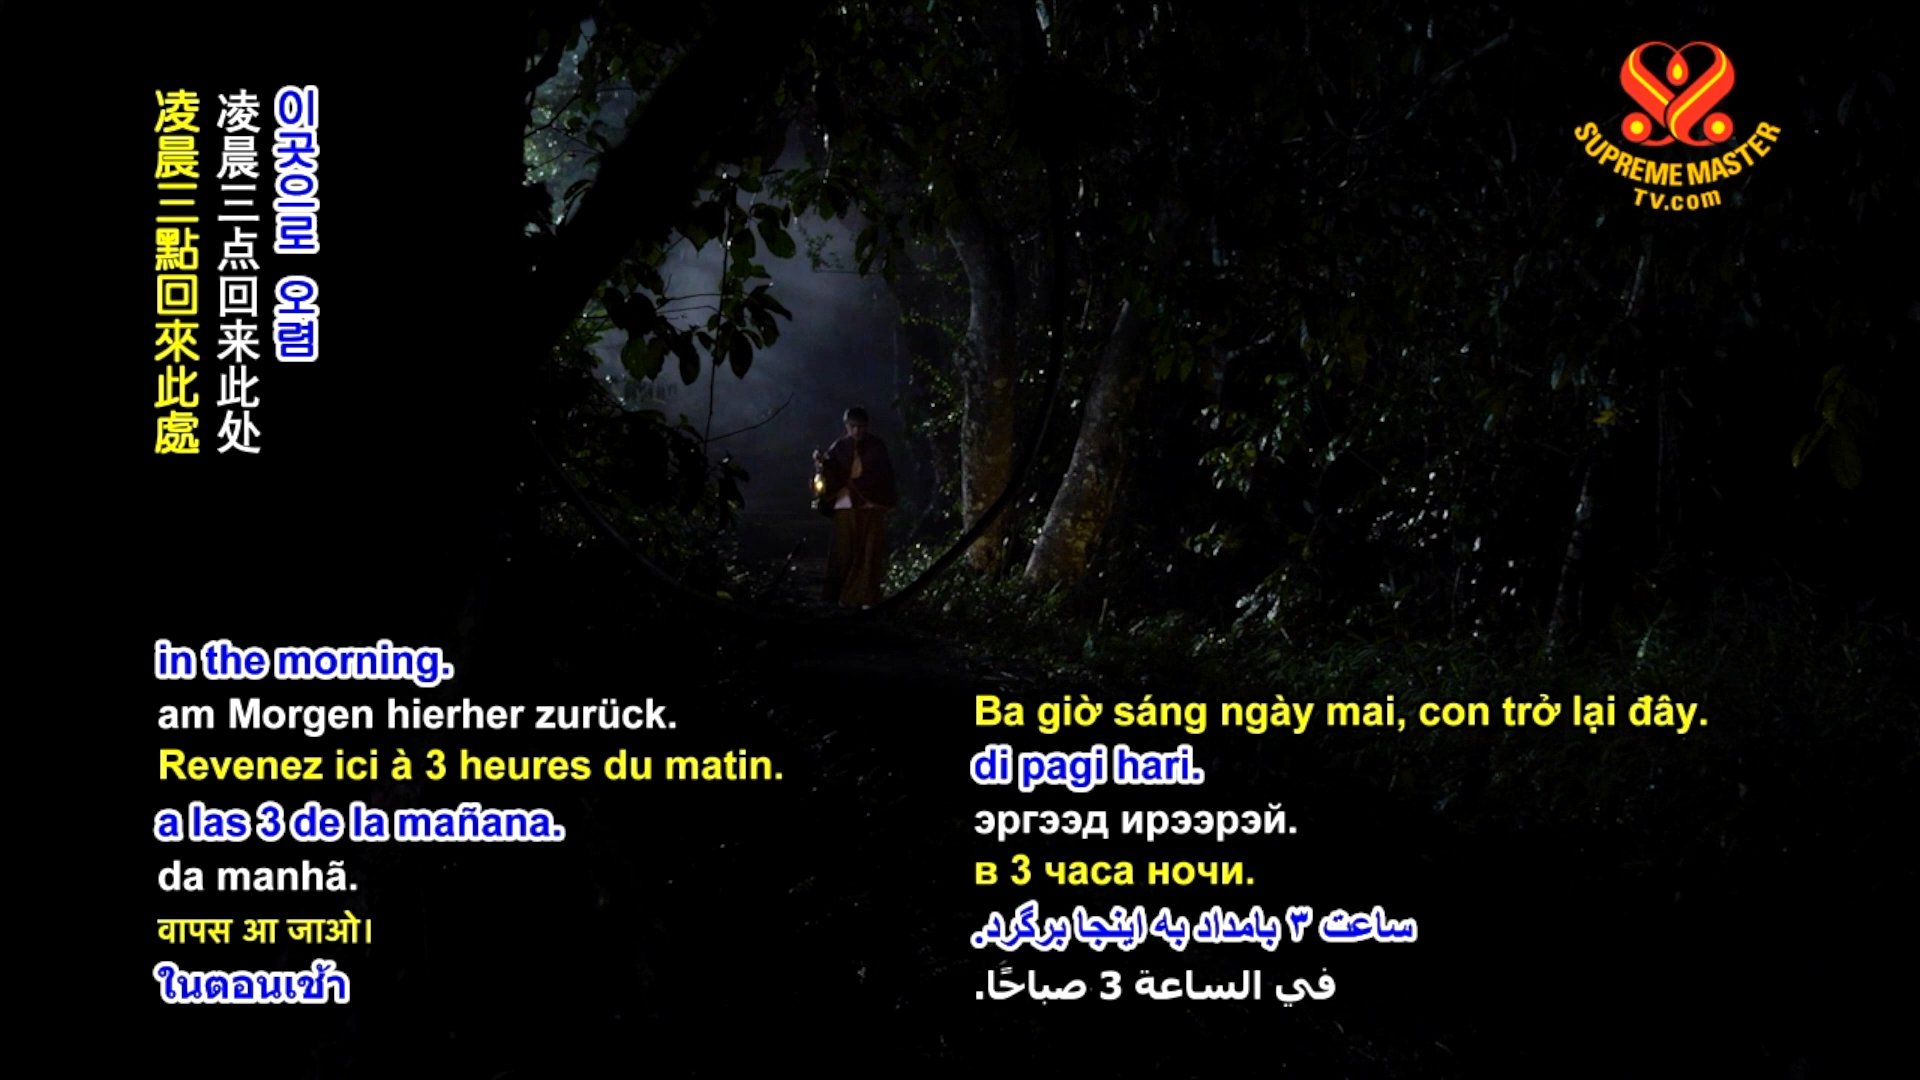 凌晨三點回來此處
凌晨三点回来此处
이곳으로 오렴
SUPREME MASTER
TV.com
in the morning.
am Morgen hierher zurück.
Revenez ici à 3 heures du matin.
a las 3 de la mañana.
da manhã.
वापस आ जाओ।
ในตอนเช้า
Ba giờ sáng ngày mai, con trở lại đây.
di pagi hari.
эргээд ирээрэй.
в 3 часа ночи.
ساعت ۳ بامداد به اینجا برگرد.
في الساعة 3 صباحًا.